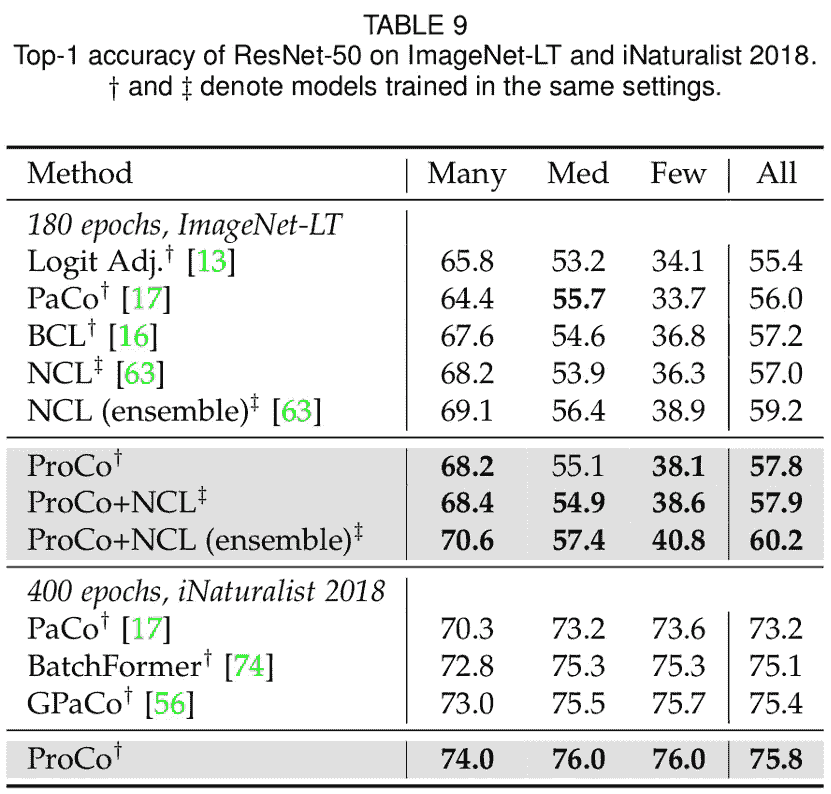 TABLE 9
Top-1 accuracy of ResNet-50 on ImageNet-LT and iNaturalist 2018.
† and ‡ denote models trained in the same settings.
Method Many Med Few All
180 epochs, ImageNet-LT
Logit Adj.† [13] 65.8 53.2 34.1 55.4
PaCo† [17] 64.4 55.7 33.7 56.0
BCL† [16] 67.6 54.6 36.8 57.2
NCL‡ [63] 68.2 53.9 36.3 57.0
NCL (ensemble)‡ [63] 69.1 56.4 38.9 59.2
ProCo† 68.2 55.1 38.1 57.8
ProCo+NCL‡ 68.4 54.9 38.6 57.9
ProCo+NCL (ensemble)‡ 70.6 57.4 40.8 60.2
400 epochs, iNaturalist 2018
PaCo† [17] 70.3 73.2 73.6 73.2
BatchFormer† [74] 72.8 75.3 75.3 75.1
GPaCo† [56] 73.0 75.5 75.7 75.4
ProCo† 74.0 76.0 76.0 75.8